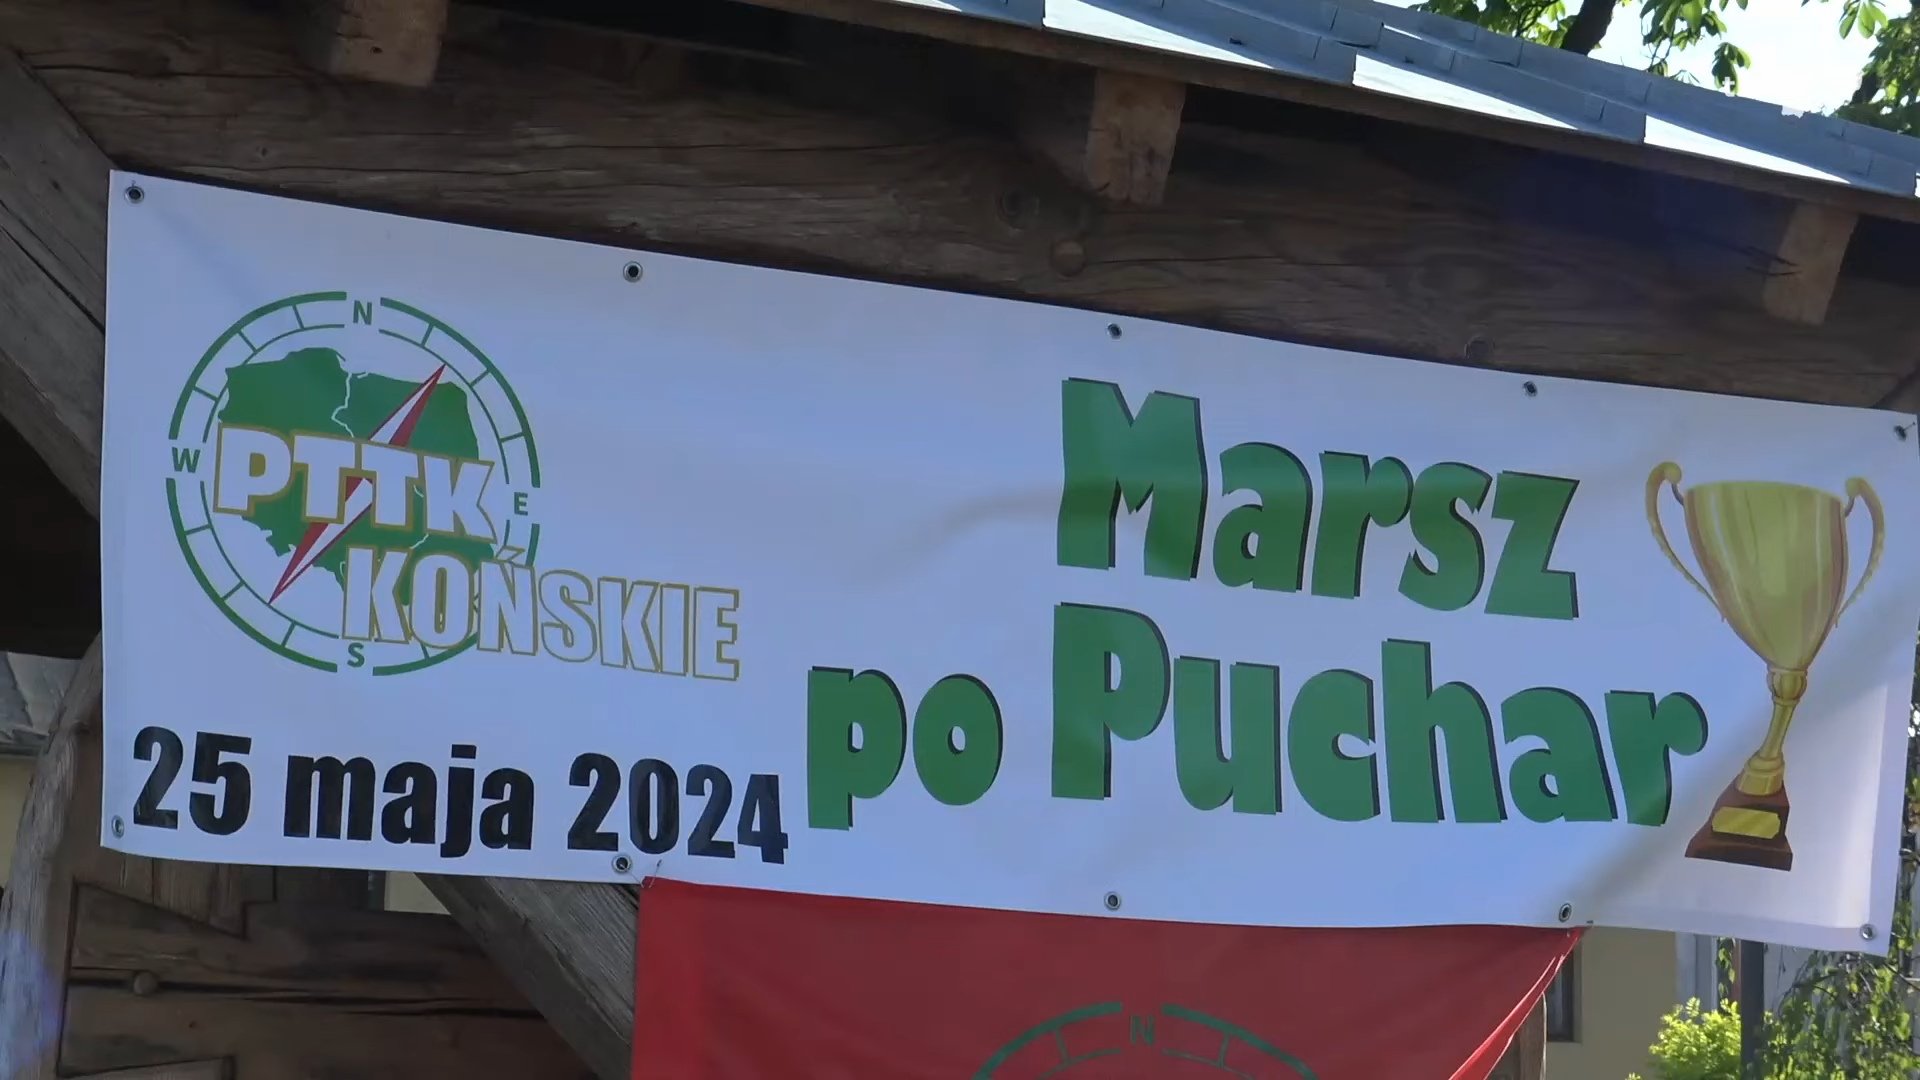 N
W
E
S
PTTK
KOŃSKIE
25 maja 2024
Marsz
po Puchar
N